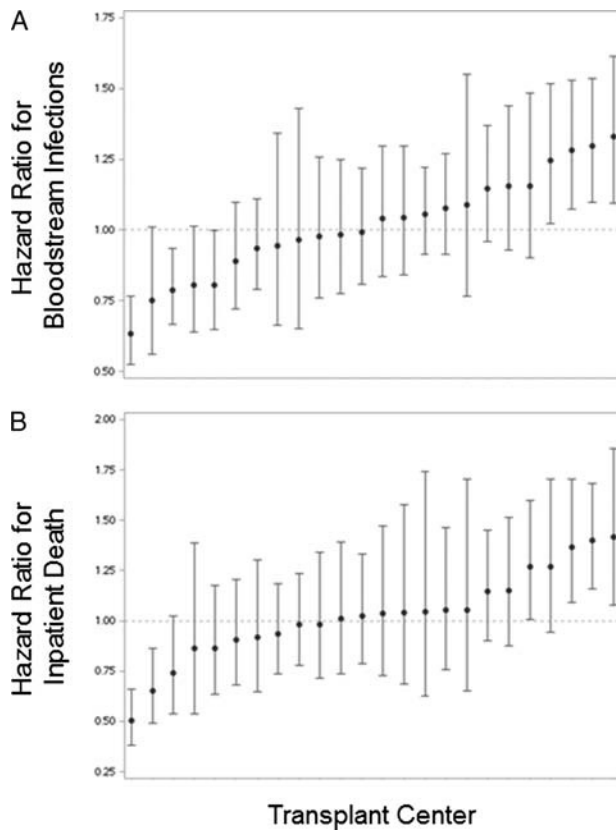 A
Hazard Ratio for
Bloodstream Infections
1.75
1.50
1.25
1.00
0.75
0.50
B
Hazard Ratio for
Inpatient Death
2.00
1.75
1.50
1.25
1.00
0.75
0.50
0.25
Transplant Center